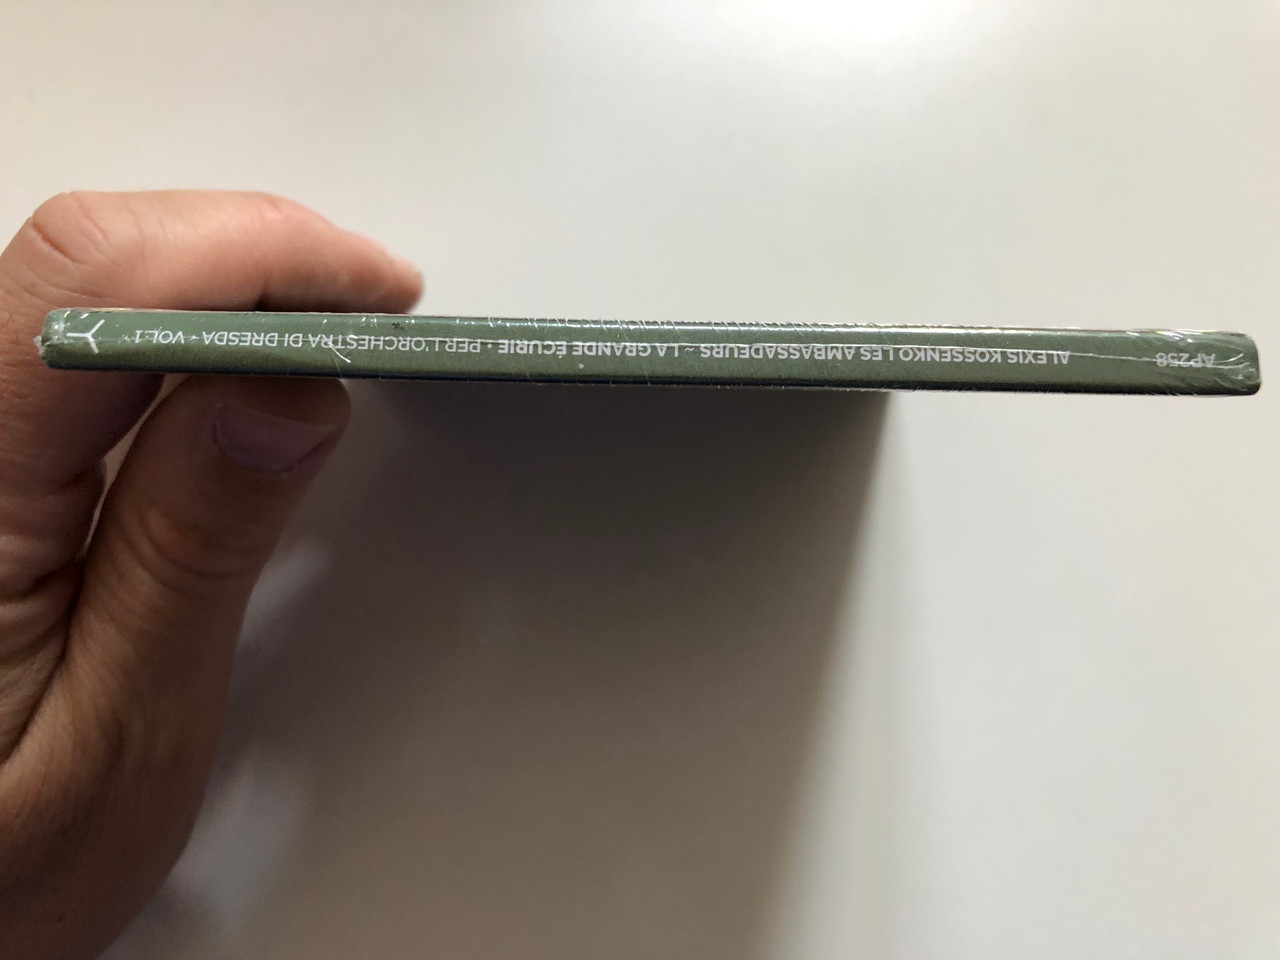 AP258 ALEXIS KOSSENKO LES AMBASSADEURS ~ LA GRANDE ÉCURIE · PER L'ORCHESTRA DI DRESDA · VOL.1